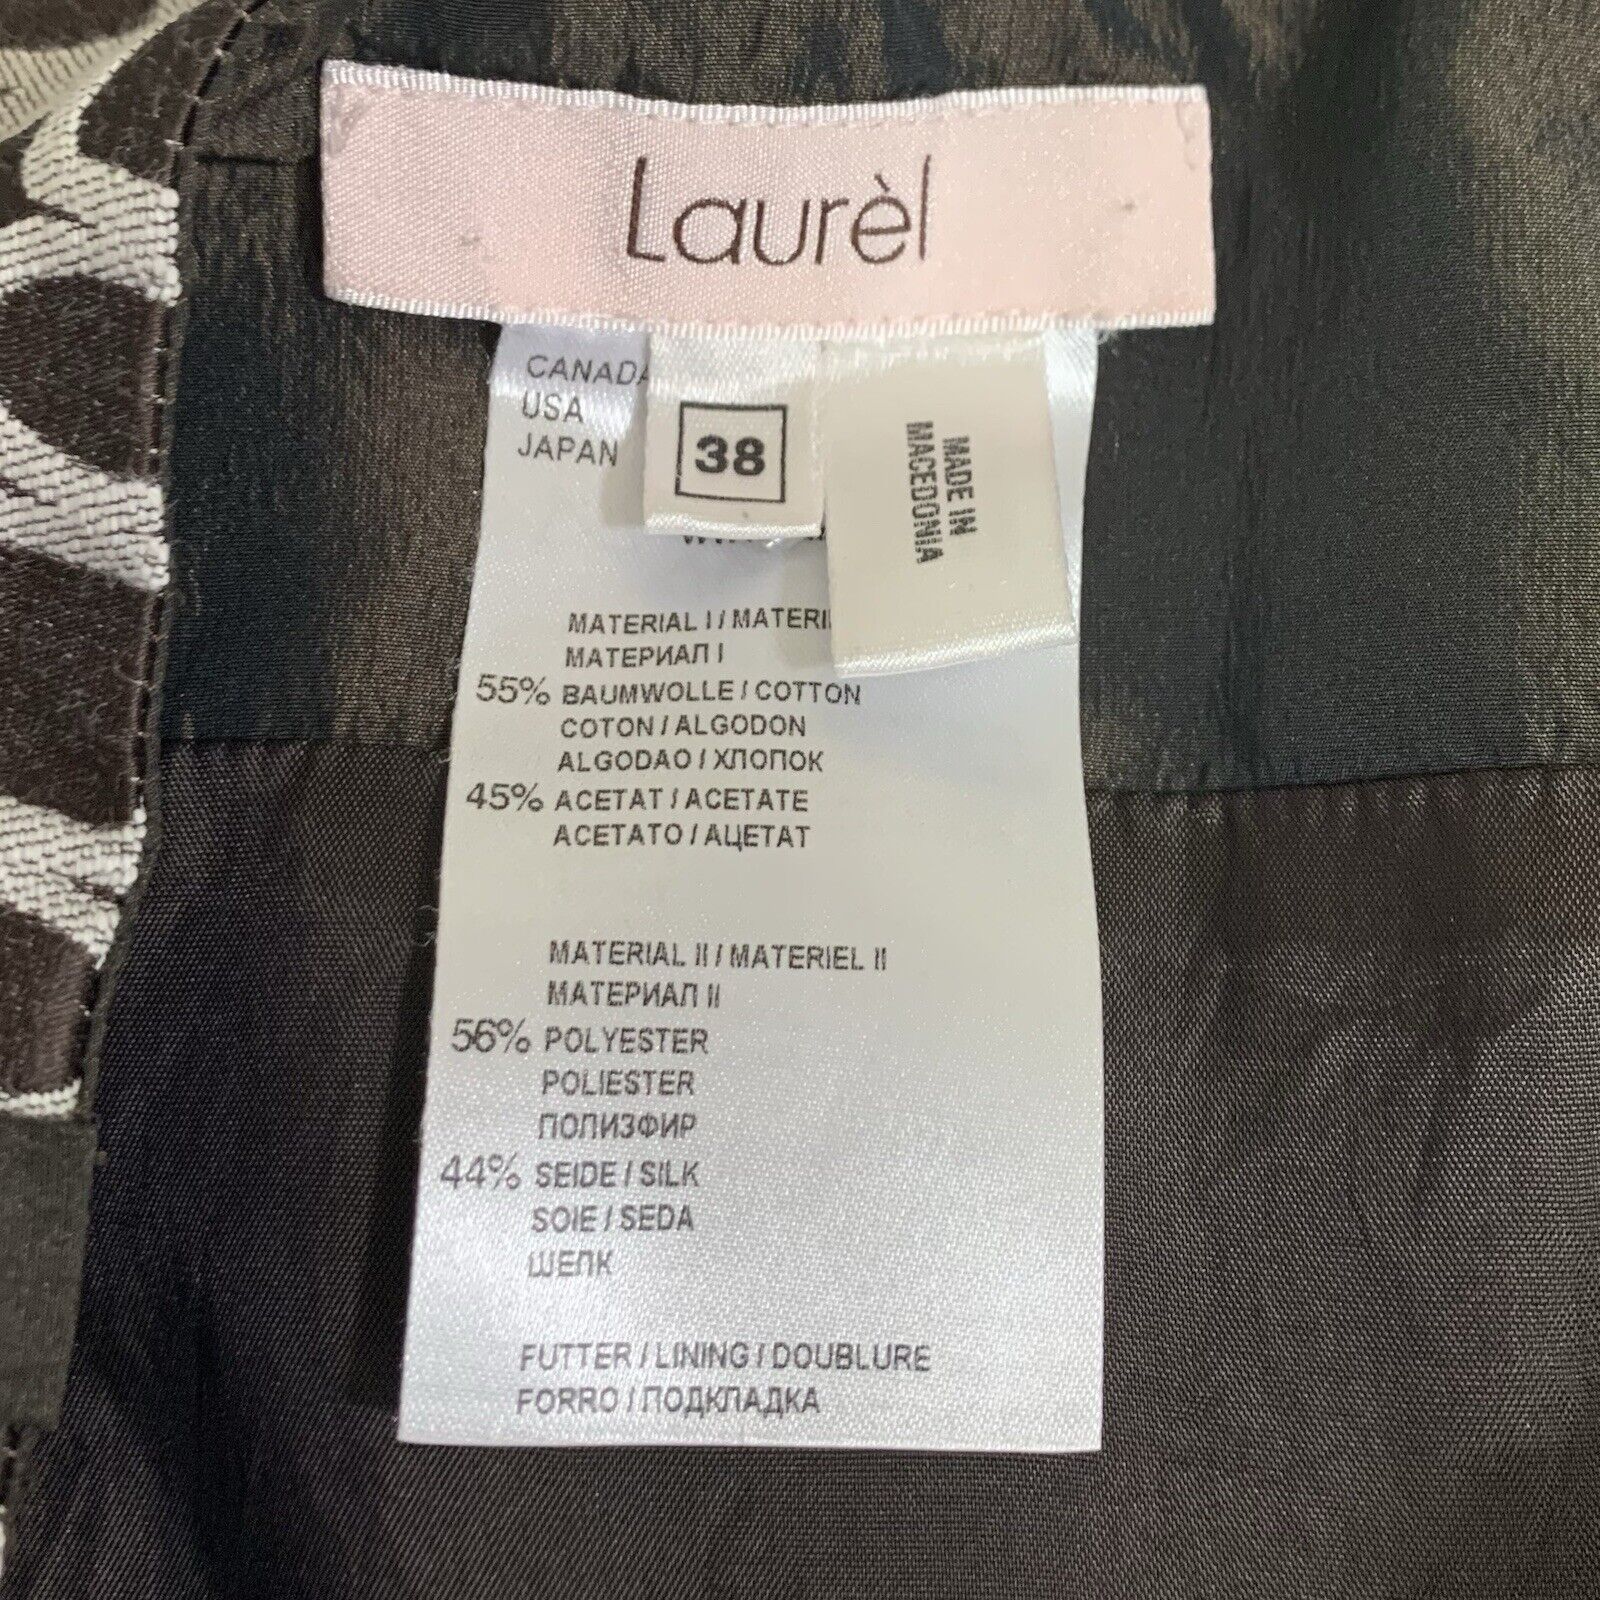 Laurèl
CANADA
USA
JAPAN
38
MADE IN
MACEDONIA
MATERIAL I / MATERI
МАТЕРИАЛ I
55% BAUMWOLLE / COTTON
COTON / ALGODON
ALGODAO / ХЛОПОК
45% ACETAT / ACETATE
ACETATO / АЦЕТАТ
MATERIAL II / MATERIEL II
МАТЕРИАЛ II
56% POLYESTER
POLIESTER
ПОЛИЗФИР
44% SEIDE / SILK
SOIE / SEDA
ШЕЛК
FUTTER / LINING / DOUBLURE
FORRO / ПОДКЛАДКА